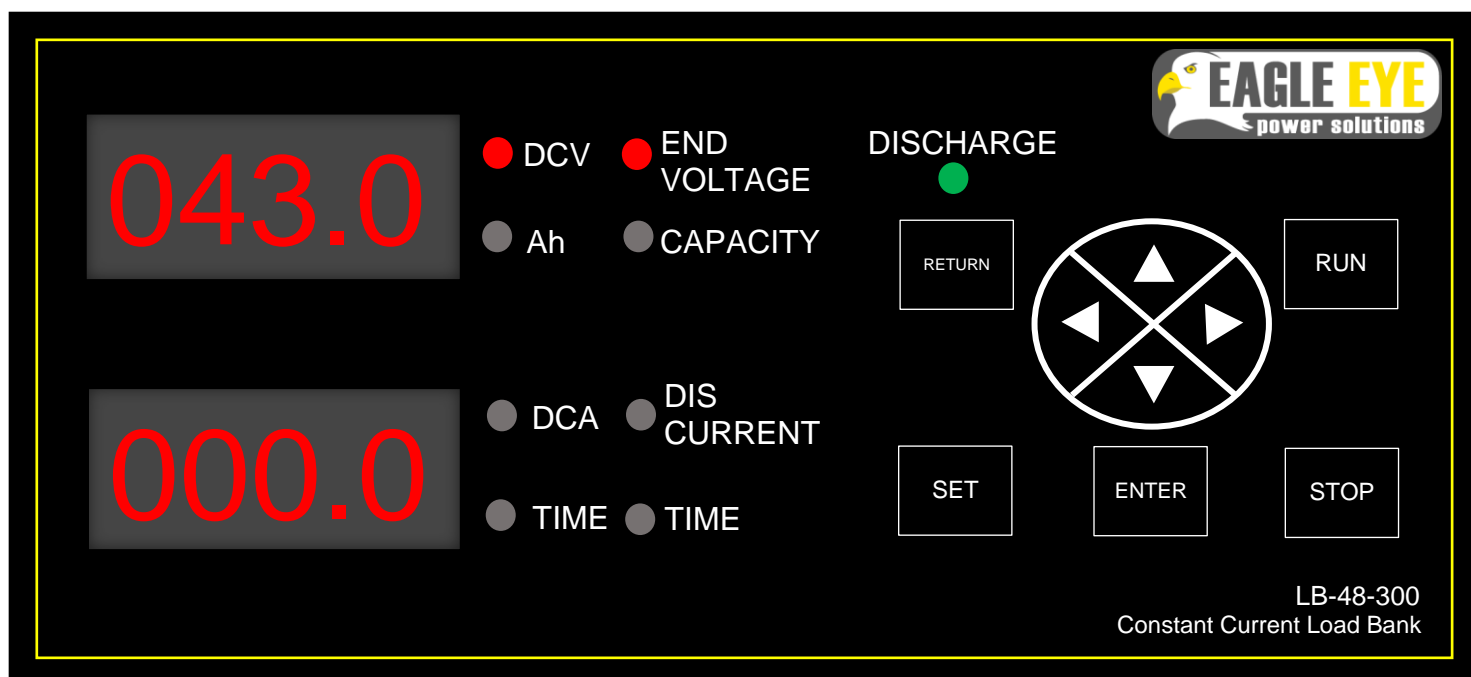 EAGLE EYE
power solutions
043.0
DCV
END
VOLTAGE
Ah
CAPACITY
DISCHARGE
RETURN
RUN
000.0
DCA
DIS
CURRENT
TIME
TIME
SET
ENTER
STOP
LB-48-300
Constant Current Load Bank